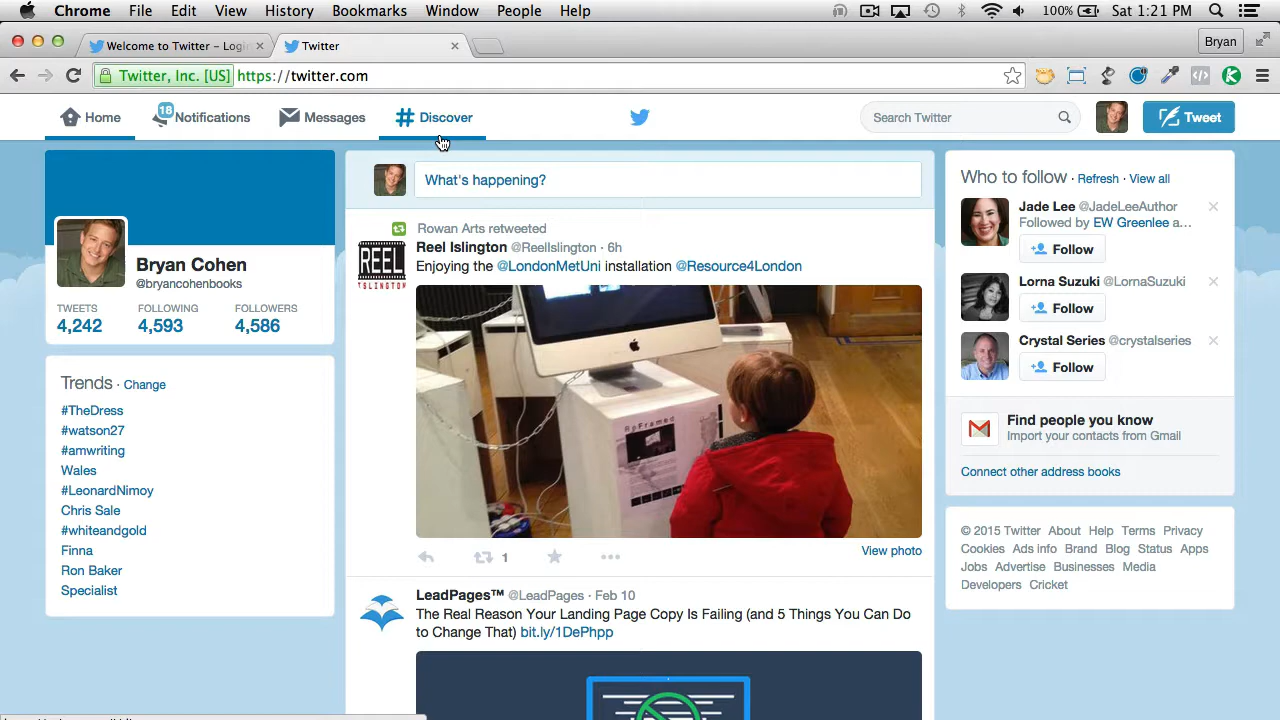 Chrome File Edit View History Bookmarks Window People Help 100% Sat 1:21 PM
Welcome to Twitter - Login
Twitter
Bryan
Twitter, Inc. [US] https://twitter.com
Home
18
Notifications
Messages
Discover
Search Twitter
Tweet
Bryan Cohen
@bryancohenbooks
TWEETS FOLLOWING FOLLOWERS
4,242 4,593 4,586
Trends · Change
#TheDress
#watson27
#amwriting
Wales
#LeonardNimoy
Chris Sale
#whiteandgold
Finna
Ron Baker
Specialist
What's happening?
Rowan Arts retweeted
Reel Islington @ReelIslington · 6h
Enjoying the @LondonMetUni installation @Resource4London
REEL
ISLINGTON
RePramed
1
View photo
LeadPages™ @LeadPages · Feb 10
The Real Reason Your Landing Page Copy Is Failing (and 5 Things You Can Do
to Change That) bit.ly/1DePhpp
Who to follow · Refresh · View all
Jade Lee @JadeLeeAuthor
Followed by EW Greenlee a...
Follow
Lorna Suzuki @LornaSuzuki
Follow
Crystal Series @crystalseries
Follow
Find people you know
Import your contacts from Gmail
Connect other address books
© 2015 Twitter About Help Terms Privacy
Cookies Ads info Brand Blog Status Apps
Jobs Advertise Businesses Media
Developers Cricket